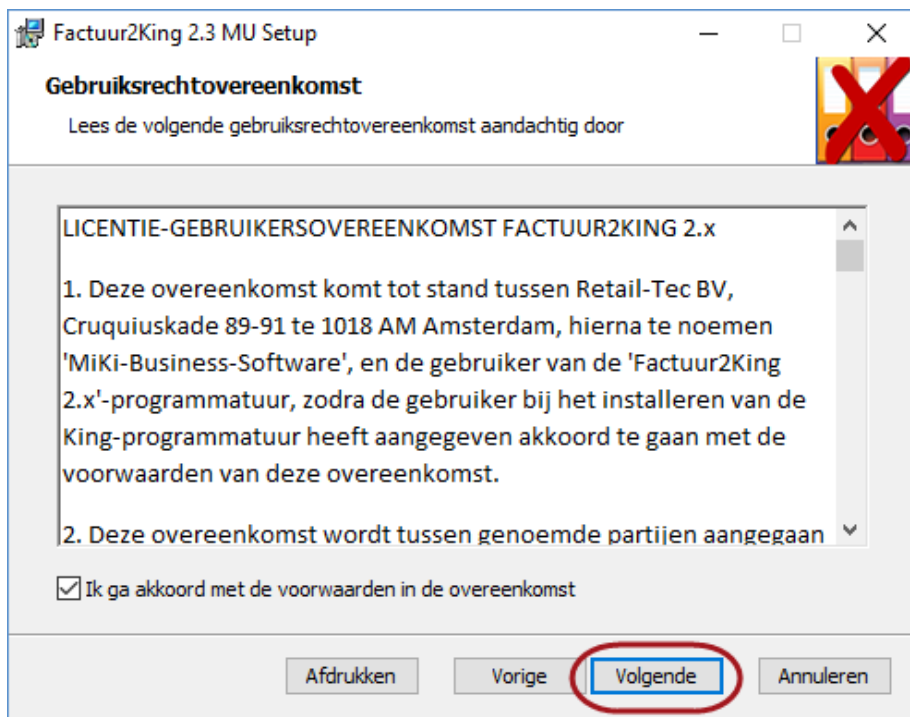 Factuur2King 2.3 MU Setup
Gebruiksrechtovereenkomst
Lees de volgende gebruiksrechtovereenkomst aandachtig door
LICENTIE-GEBRUIKERSOVEREENKOMST FACTUUR2KING 2.x
1. Deze overeenkomst komt tot stand tussen Retail-Tec BV,
Cruquiuskade 89-91 te 1018 AM Amsterdam, hierna te noemen
'MiKi-Business-Software', en de gebruiker van de 'Factuur2King
2.x'-programmatuur, zodra de gebruiker bij het installeren van de
King-programmatuur heeft aangegeven akkoord te gaan met de
voorwaarden van deze overeenkomst.
2. Deze overeenkomst wordt tussen genoemde partijen aangegaan
Ik ga akkoord met de voorwaarden in de overeenkomst
Afdrukken Vorige Volgende Annuleren